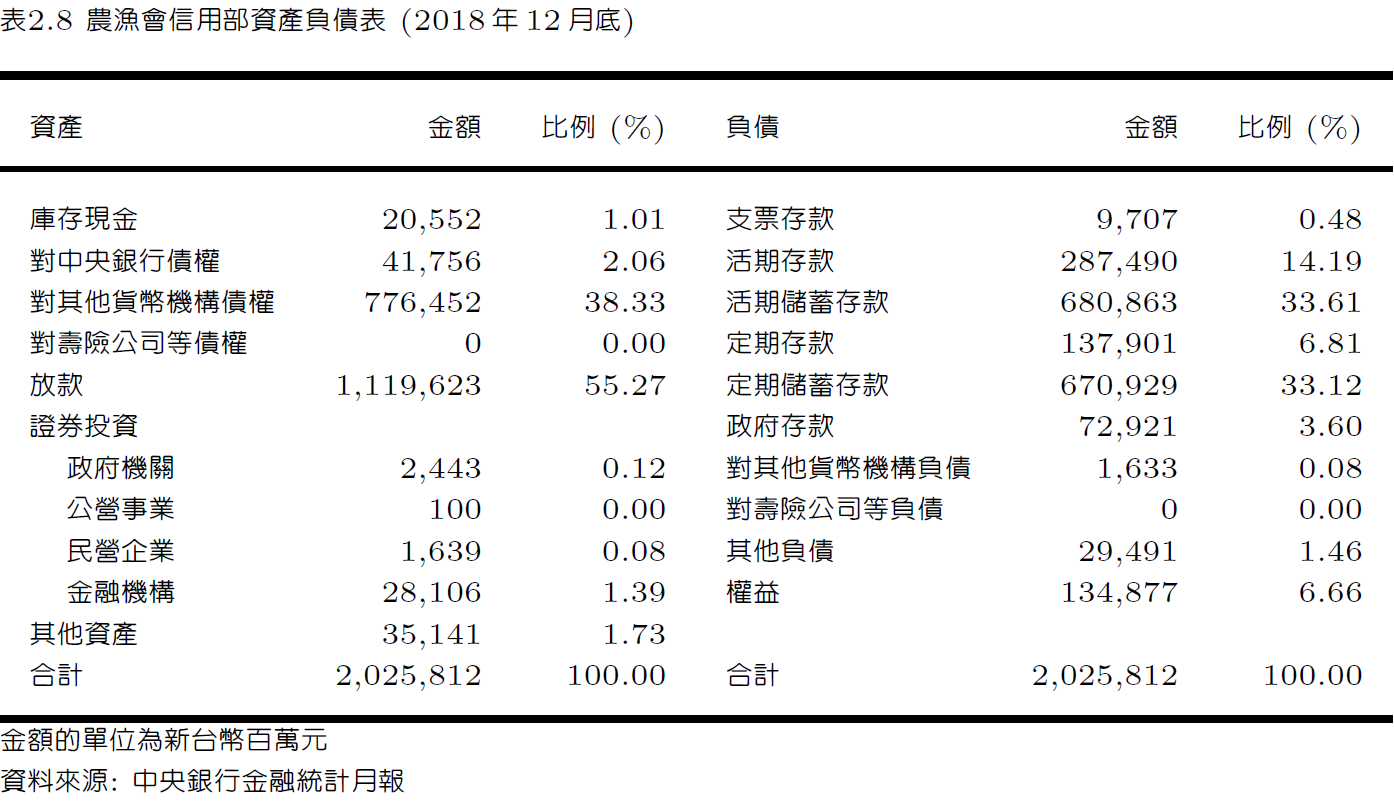 表2.8 農漁會信用部資產負債表 (2018年12月底)
資產 金額 比例 (%) 負債 金額 比例 (%)
庫存現金 20,552 1.01 支票存款 9,707 0.48
對中央銀行債權 41,756 2.06 活期存款 287,490 14.19
對其他貨幣機構債權 776,452 38.33 活期儲蓄存款 680,863 33.61
對壽險公司等債權 0 0.00 定期存款 137,901 6.81
放款 1,119,623 55.27 定期儲蓄存款 670,929 33.12
證券投資 政府存款 72,921 3.60
政府機關 2,443 0.12 對其他貨幣機構負債 1,633 0.08
公營事業 100 0.00 對壽險公司等負債 0 0.00
民營企業 1,639 0.08 其他負債 29,491 1.46
金融機構 28,106 1.39 權益 134,877 6.66
其他資產 35,141 1.73
合計 2,025,812 100.00 合計 2,025,812 100.00
金額的單位為新台幣百萬元
資料來源: 中央銀行金融統計月報